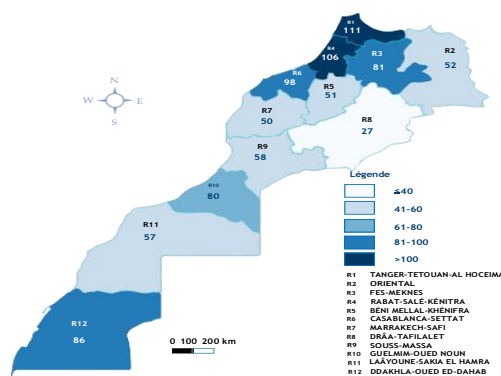 R1
111
R4
106
R3
81
R2
52
R6
98
R5
51
R7
50
R8
27
R9
58
R10
80
R11
57
R12
86
N
W
E
S
Légende
≤40
41-60
61-80
81-100
>100
0 100 200 km
R1 TANGER-TETOUAN-AL HOCEIMA
R2 ORIENTAL
R3 FES-MEKNES
R4 RABAT-SALÉ-KÉNITRA
R5 BÉNI MELLAL-KHÉNIFRA
R6 CASABLANCA-SETTAT
R7 MARRAKECH-SAFI
R8 DRÂA-TAFILALET
R9 SOUSS-MASSA
R10 GUELMIM-OUED NOUN
R11 LAÂYOUNE-SAKIA EL HAMRA
R12 DDAKHLA-OUED ED-DAHAB